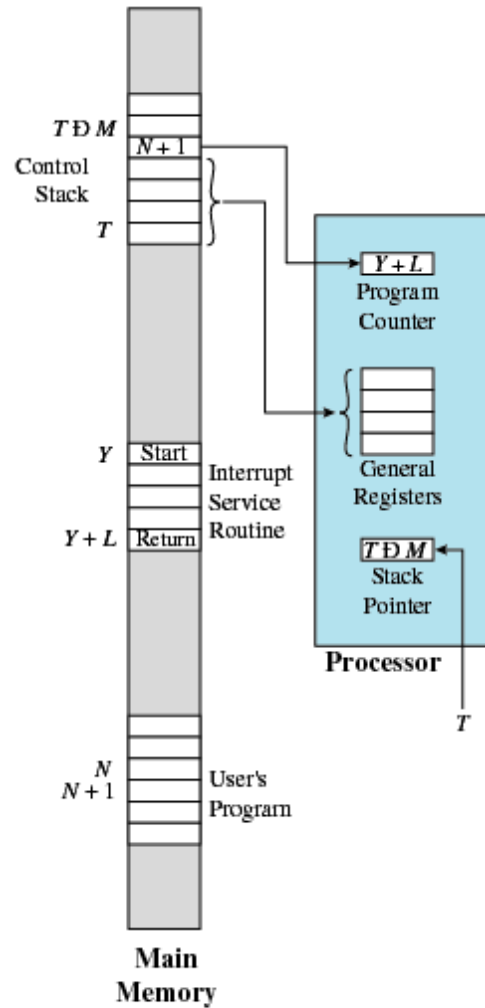 T Ð M
N + 1
Control
Stack
T
Y + L
Program
Counter
Y
Start
Interrupt
Service
Routine
Y + L
Return
General
Registers
T Ð M
Stack
Pointer
Processor
T
N
N + 1
User's
Program
Main
Memory